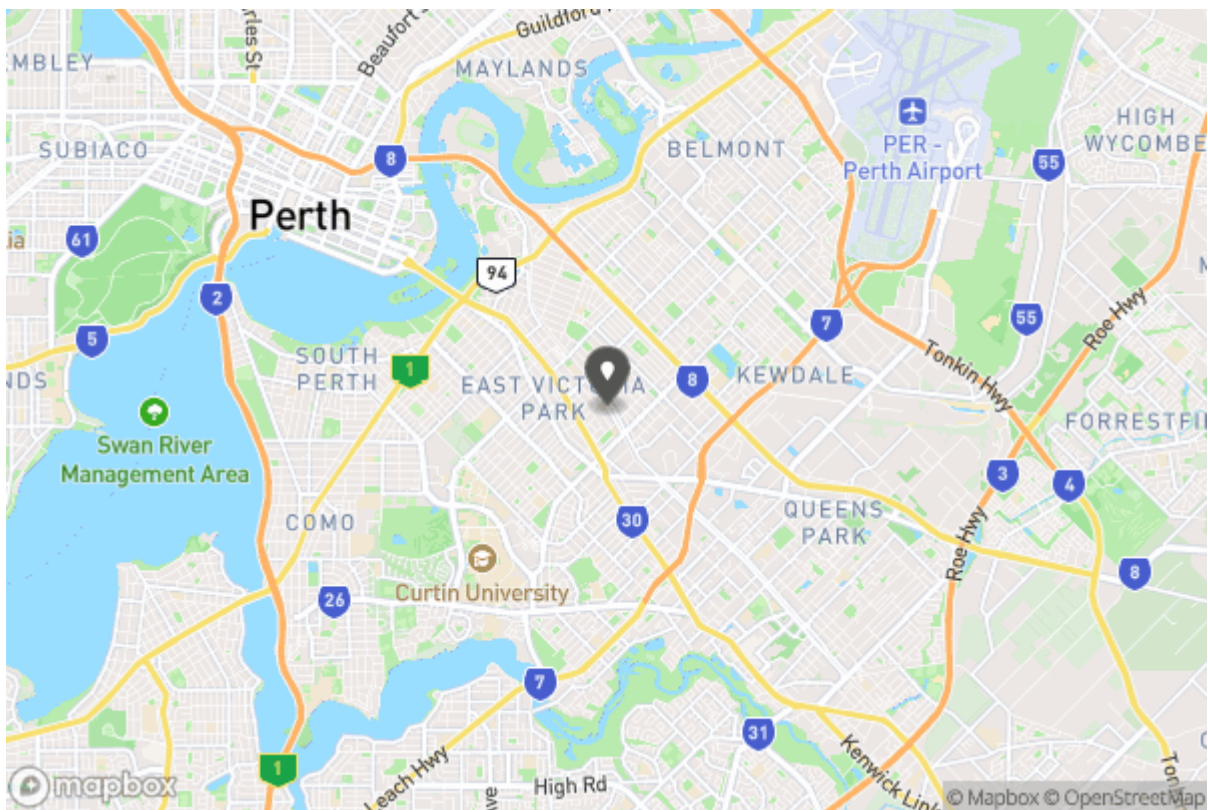 EMBLEY
Beaufort
Guildford
MAYLANDS
SUBIACO
8
BELMONT
PER -
Perth Airport
55
HIGH
WYCOMBE
Perth
61
94
2
5
7
55
Roe Hwy
SOUTH
PERTH
1
EAST VICTORIA
PARK
8
KEWDALE
Tonkin Hwy
NDS
Swan River
Management Area
FORRESTFI
3
4
COMO
30
QUEENS
PARK
Roe Hwy
8
Curtin University
26
7
31
1
Leach Hwy
High Rd
Kenwick Link
mapbox
© Mapbox © OpenStreetMap